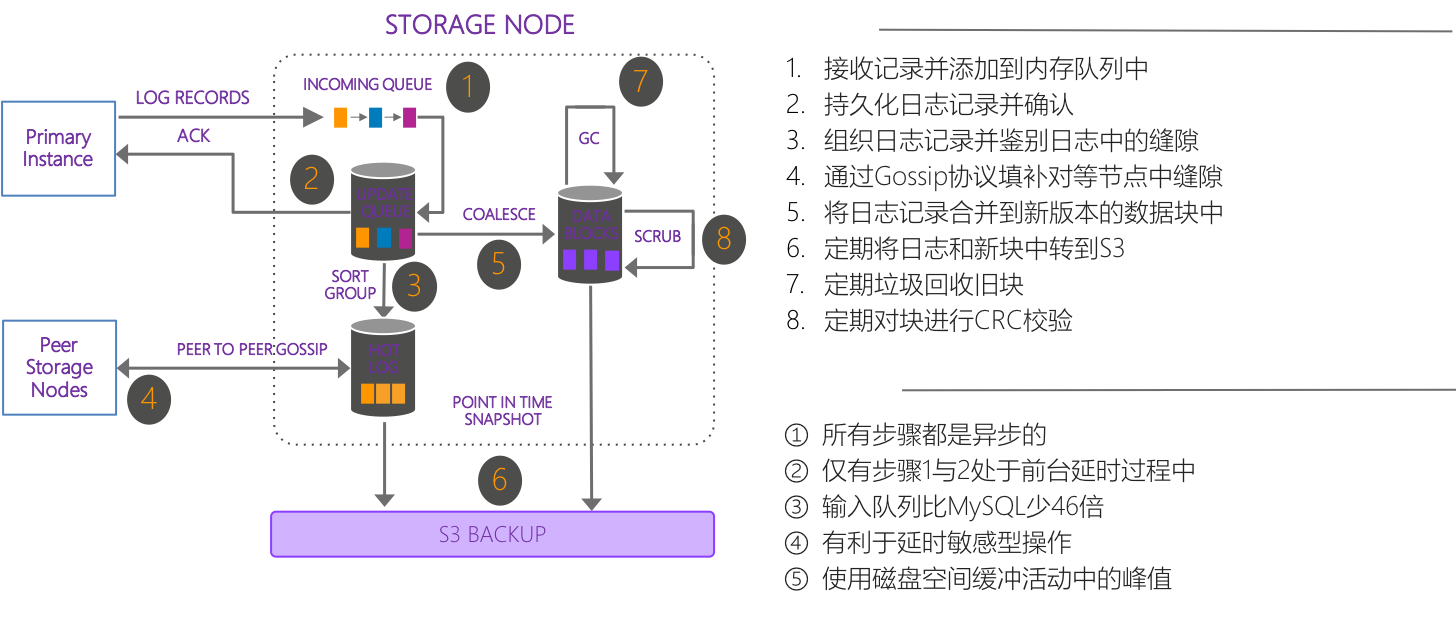 STORAGE NODE
INCOMING QUEUE
1
7
LOG RECORDS
ACK
Primary
Instance
2
GC
UPDATE
QUEUE
COALESCE
DATA
BLOCKS
SCRUB
8
5
SORT
GROUP
3
Peer
Storage
Nodes
PEER TO PEER GOSSIP
HOT
LOG
4
POINT IN TIME
SNAPSHOT
6
S3 BACKUP
1. 接收记录并添加到内存队列中
2. 持久化日志记录并确认
3. 组织日志记录并鉴别日志中的缝隙
4. 通过Gossip协议填补对等节点中缝隙
5. 将日志记录合并到新版本的数据块中
6. 定期将日志和新块中转到S3
7. 定期垃圾回收旧块
8. 定期对块进行CRC校验
① 所有步骤都是异步的
② 仅有步骤1与2处于前台延时过程中
③ 输入队列比MySQL少46倍
④ 有利于延时敏感型操作
⑤ 使用磁盘空间缓冲活动中的峰值